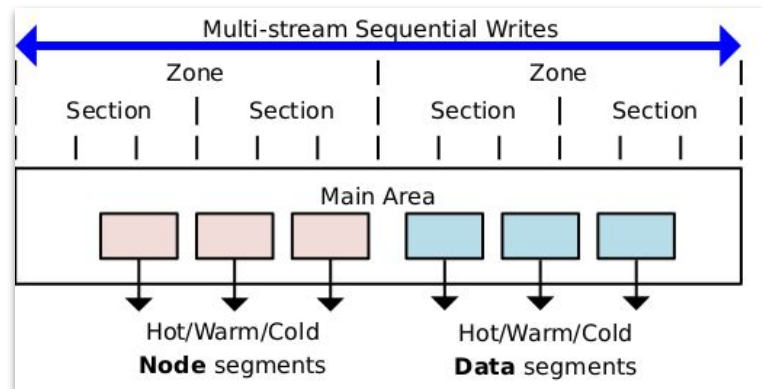 Multi-stream Sequential Writes
Zone Zone
Section Section Section Section
Main Area
Hot/Warm/Cold Hot/Warm/Cold
Node segments Data segments